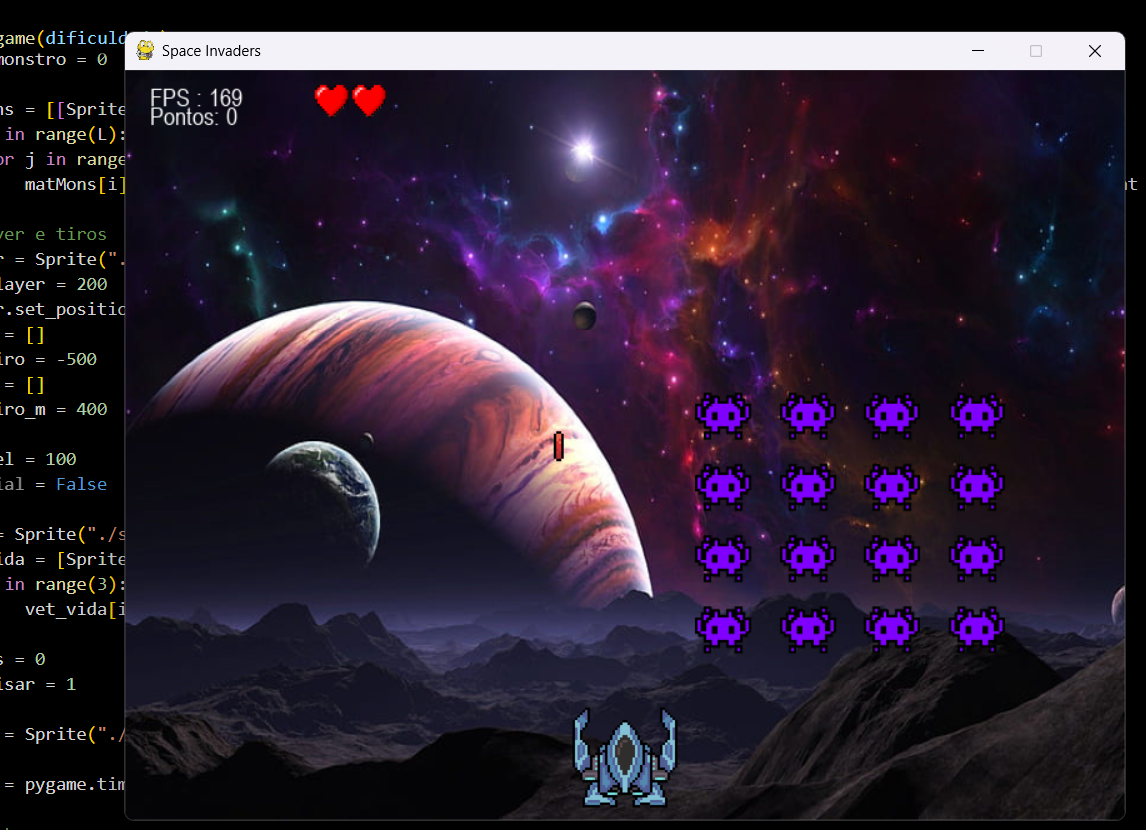 game(dificuld
Space Invaders
monstro = 0
FPS : 169
Pontos: 0
ns = [[Sprite
in range(L):
or j in range
matMons[i]
nt
ver e tiros
r = Sprite(".
layer = 200
r.set_positio
= []
iro = -500
= []
iro_m = 400
el = 100
ial = False
= Sprite("./s
ida = [Sprite
in range(3):
vet_vida[i
s = 0
isar = 1
= Sprite("./
= pygame.tim